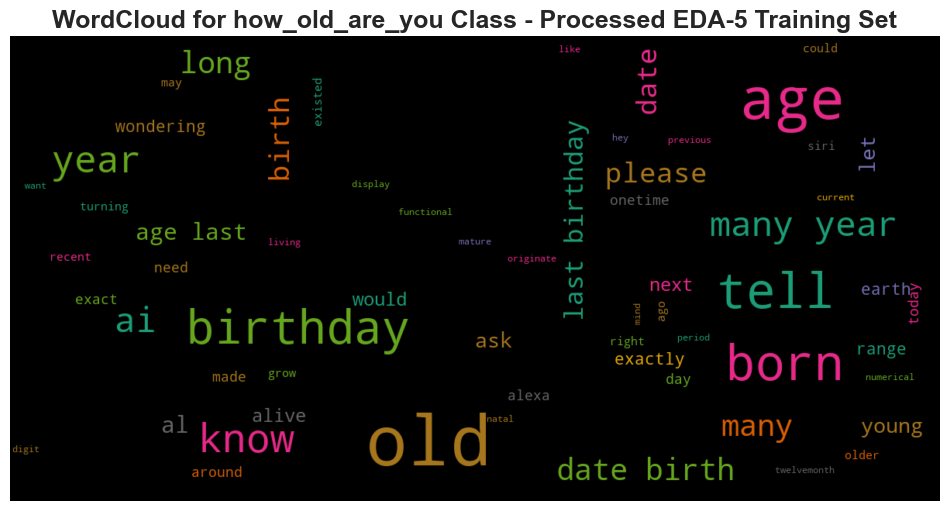 WordCloud for how_old_are_you Class - Processed EDA-5 Training Set
like
could
long
date
may
existed
age
birth
wondering
hey
previous
siri
let
year
last birthday
please
want
display
onetime
current
turning
functional
many year
age last
living
mature
recent
originate
need
next
tell
earth
today
exact
would
ai
birthday
mind
ago
right
period
ask
exactly
born
range
made
grow
day
numerical
alexa
al
alive
know
old
natal
many
young
digit
around
date birth
older
twelvemonth